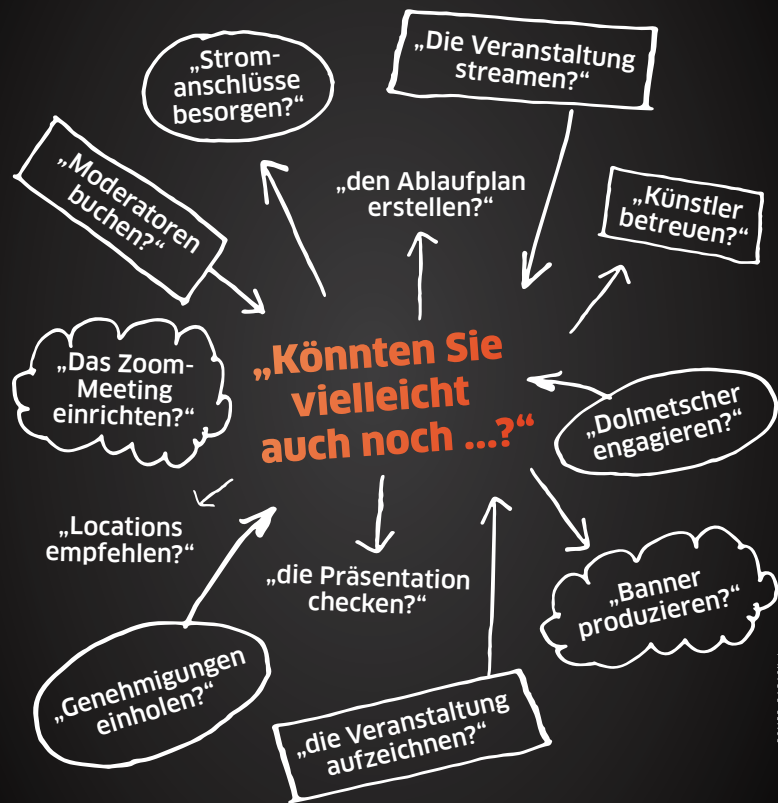 „Strom-
anschlüsse
besorgen?“
„Die Veranstaltung
streamen?“
„Moderatoren
buchen?“
„den Ablaufplan
erstellen?“
„Künstler
betreuen?“
„Das Zoom-
Meeting
einrichten?“
„Könnten Sie
vielleicht
auch noch ...?“
„Dolmetscher
engagieren?“
„Locations
empfehlen?“
„die Präsentation
checken?“
„Banner
produzieren?“
„Genehmigungen
einholen?“
„die Veranstaltung
aufzeichnen?“